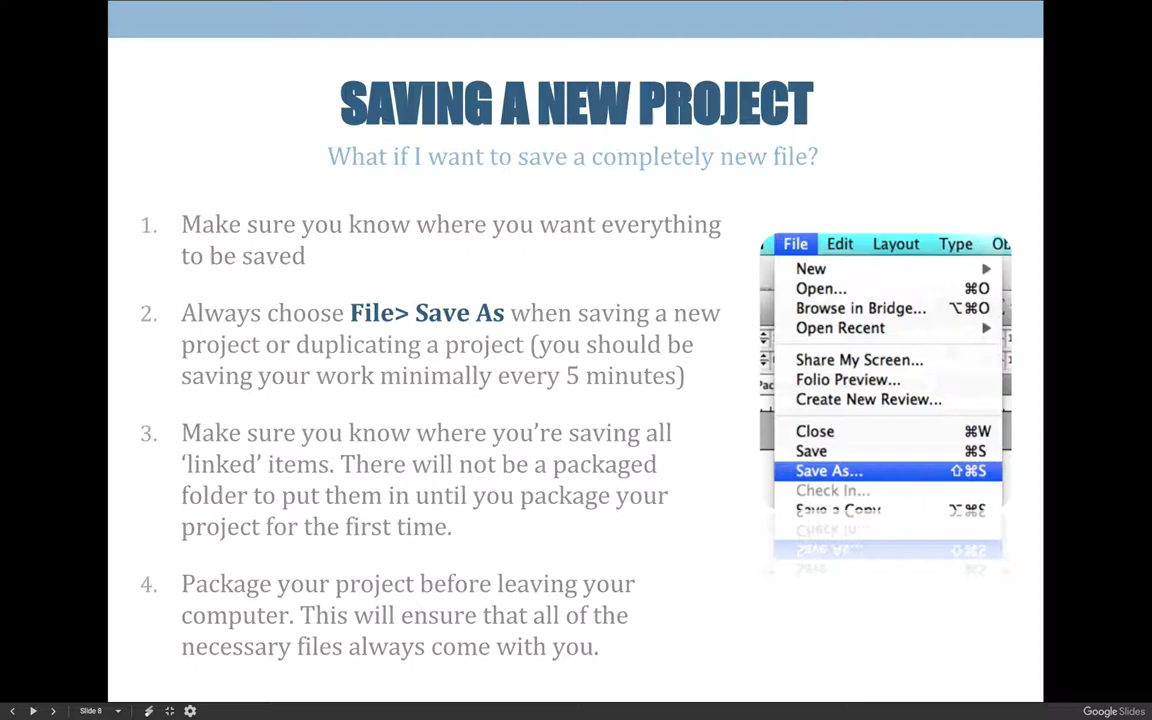 SAVING A NEW PROJECT
What if I want to save a completely new file?
1. Make sure you know where you want everything
to be saved
2. Always choose File> Save As when saving a new
project or duplicating a project (you should be
saving your work minimally every 5 minutes)
3. Make sure you know where you’re saving all
‘linked’ items. There will not be a packaged
folder to put them in until you package your
project for the first time.
4. Package your project before leaving your
computer. This will ensure that all of the
necessary files always come with you.
File Edit Layout Type
New
Open... ⌘O
Browse in Bridge... ⌥⌘O
Open Recent
Share My Screen...
Folio Preview...
Create New Review...
Close ⌘W
Save ⌘S
Save As... ⇧⌘S
Check In...
Save a Copy ⌥⌘S
Slide 8
Google Slides